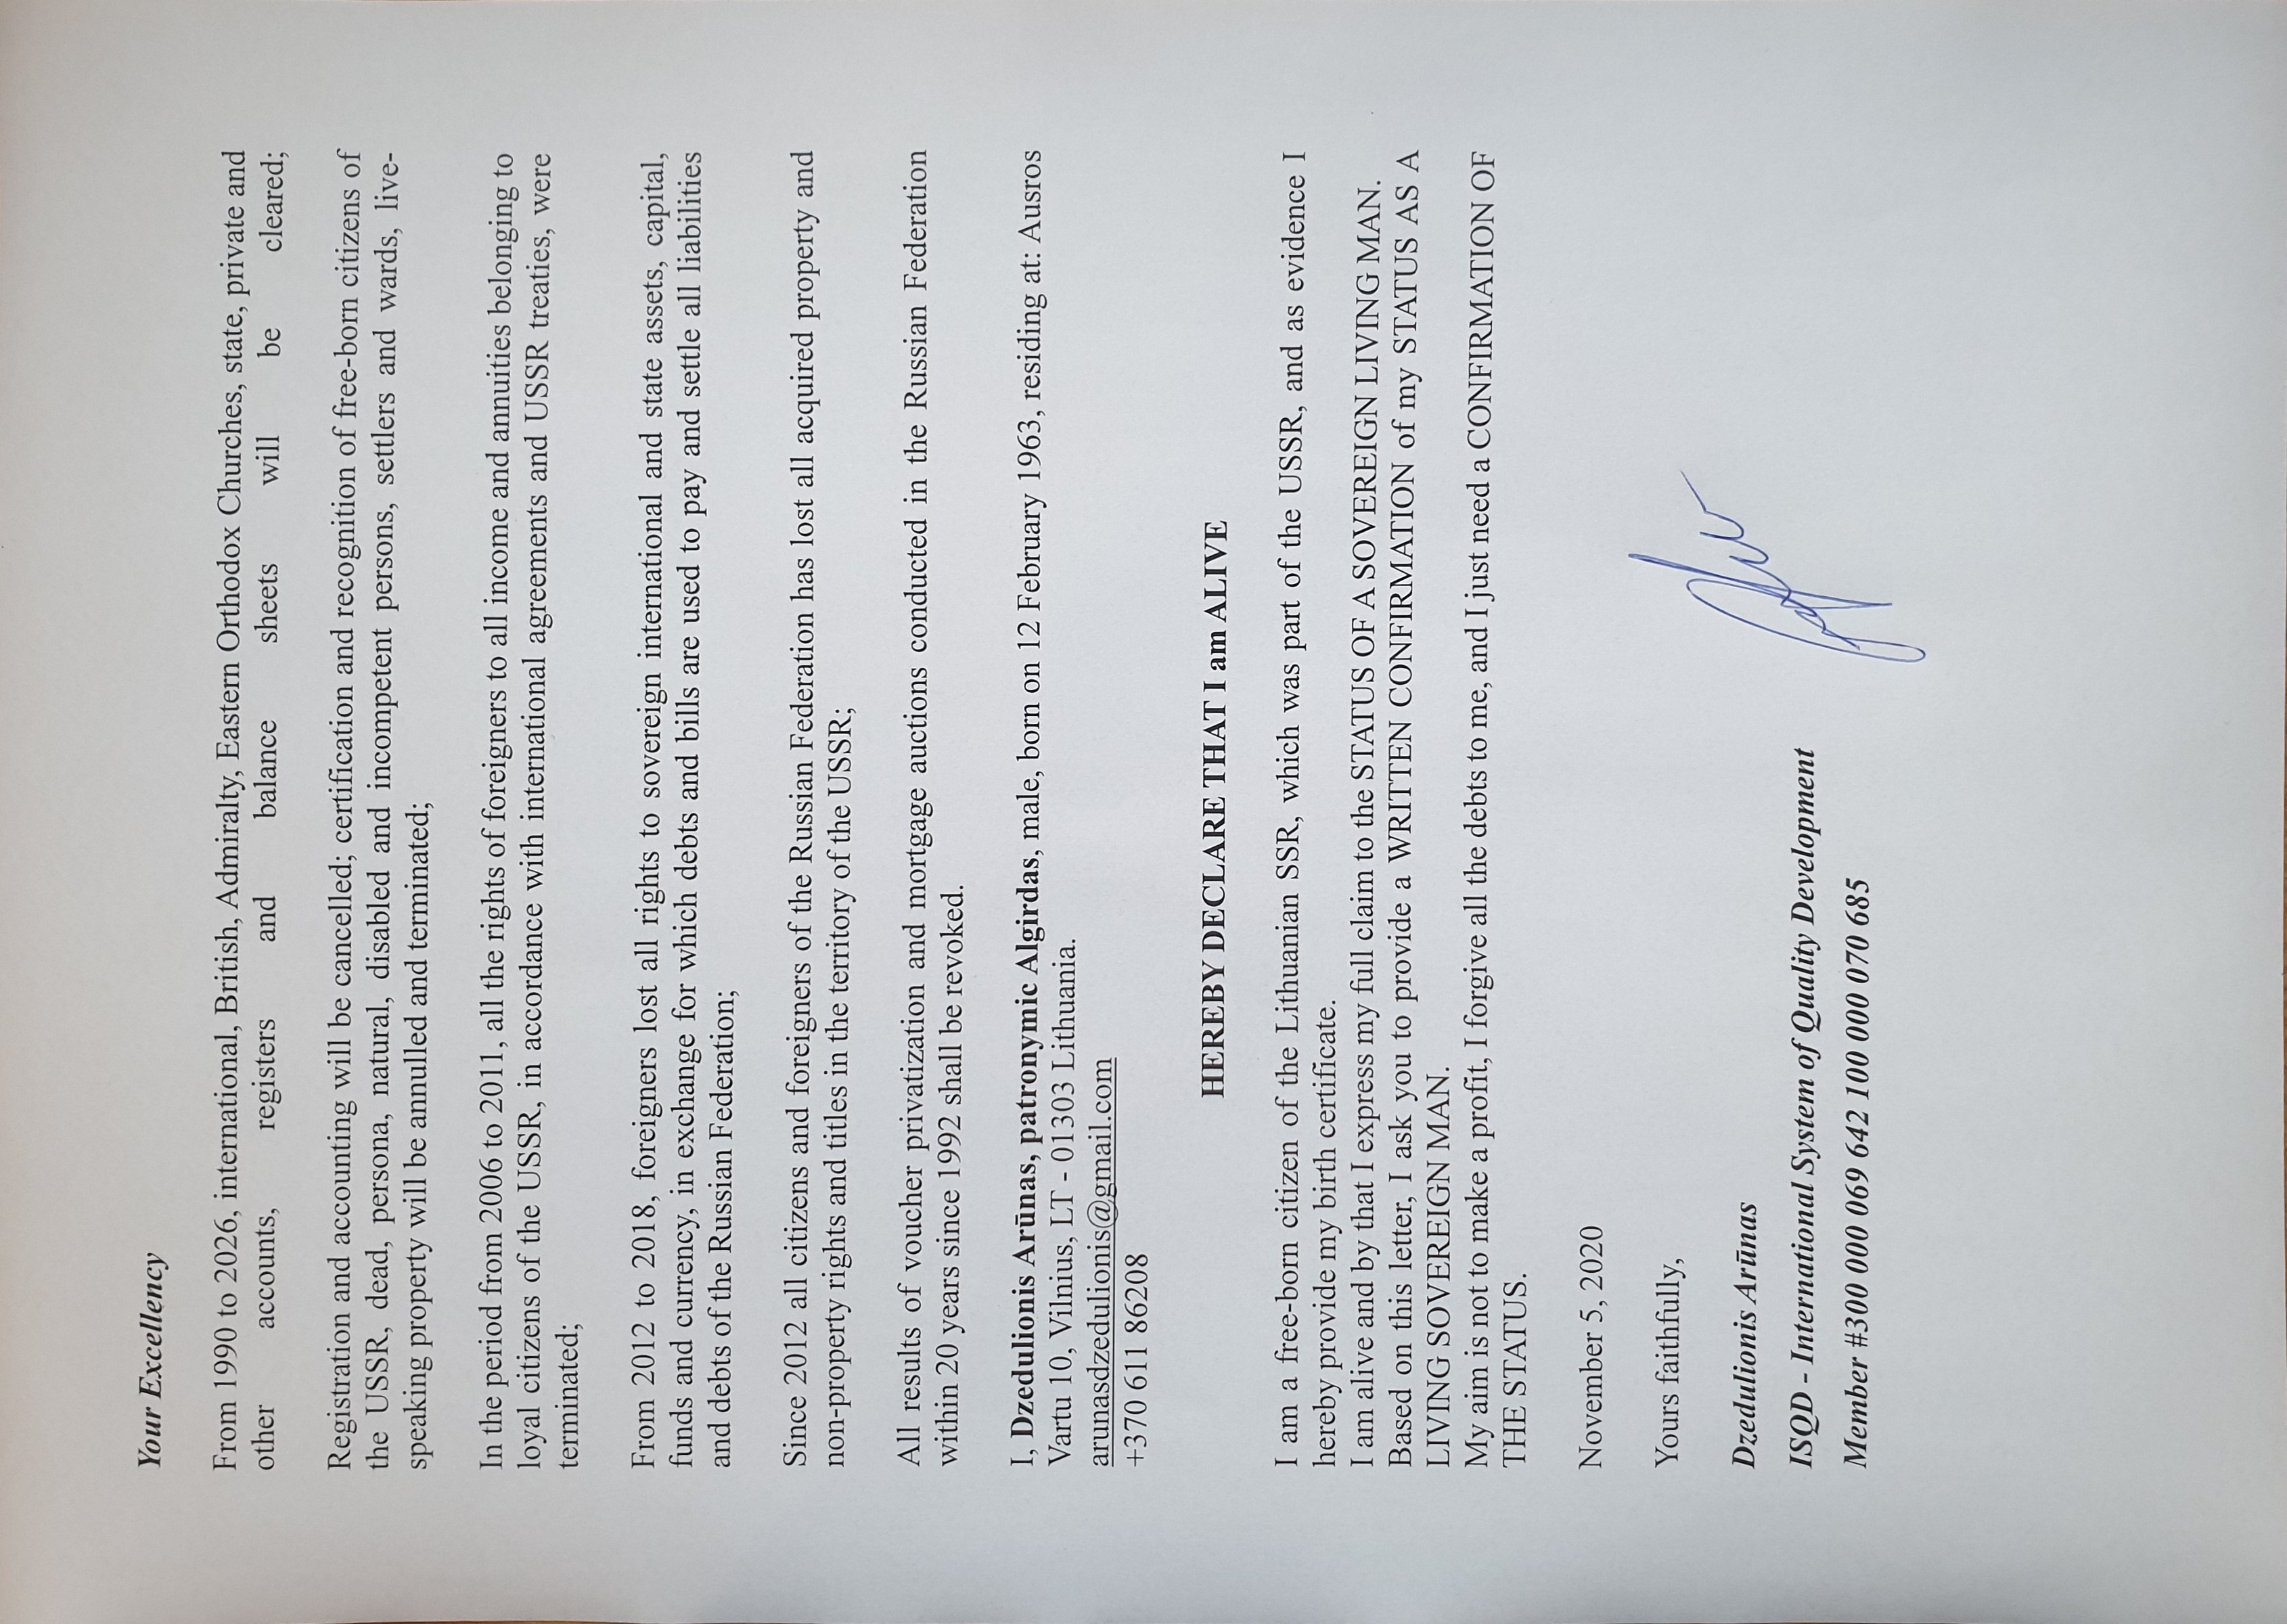 Your Excellency
From 1990 to 2026, international, British, Admiralty, Eastern Orthodox Churches, state, private and
other accounts, registers and balance sheets will be cleared;
Registration and accounting will be cancelled; certification and recognition of free-born citizens of
the USSR, dead, persona, natural, disabled and incompetent persons, settlers and wards, live-
speaking property will be annulled and terminated;
In the period from 2006 to 2011, all the rights of foreigners to all income and annuities belonging to
loyal citizens of the USSR, in accordance with international agreements and USSR treaties, were
terminated;
From 2012 to 2018, foreigners lost all rights to sovereign international and state assets, capital,
funds and currency, in exchange for which debts and bills are used to pay and settle all liabilities
and debts of the Russian Federation;
Since 2012 all citizens and foreigners of the Russian Federation has lost all acquired property and
non-property rights and titles in the territory of the USSR;
All results of voucher privatization and mortgage auctions conducted in the Russian Federation
within 20 years since 1992 shall be revoked.
I, Dzedulionis Arūnas, patronymic Algirdas, male, born on 12 February 1963, residing at: Ausros
Vartu 10, Vilnius, LT - 01303 Lithuania.
arunasdzedulionis@gmail.com
+370 611 86208
HEREBY DECLARE THAT I am ALIVE
I am a free-born citizen of the Lithuanian SSR, which was part of the USSR, and as evidence I
hereby provide my birth certificate.
I am alive and by that I express my full claim to the STATUS OF A SOVEREIGN LIVING MAN.
Based on this letter, I ask you to provide a WRITTEN CONFIRMATION of my STATUS AS A
LIVING SOVEREIGN MAN.
My aim is not to make a profit, I forgive all the debts to me, and I just need a CONFIRMATION OF
THE STATUS.
November 5, 2020
Yours faithfully,
Dzedulionis Arūnas
ISQD - International System of Quality Development
Member #300 000 069 642 100 000 070 685